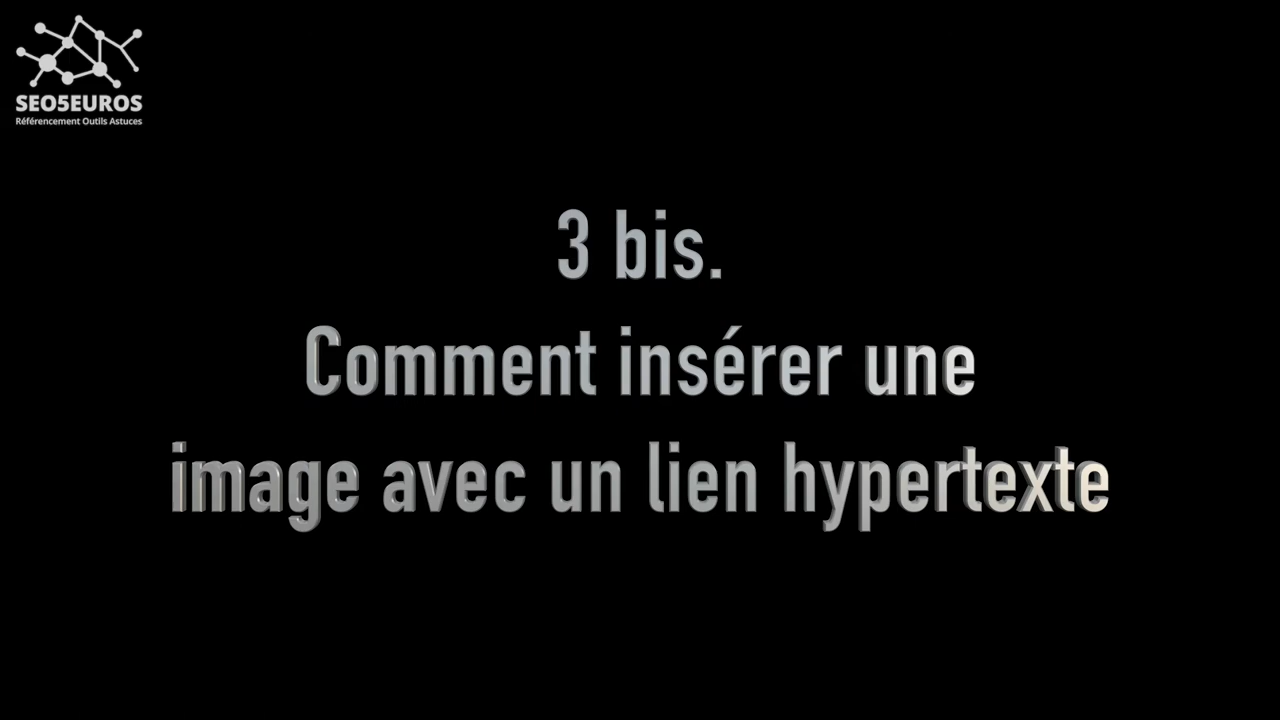 SEO5EUROS
Référencement Outils Astuces
3 bis.
Comment insérer une
image avec un lien hypertexte